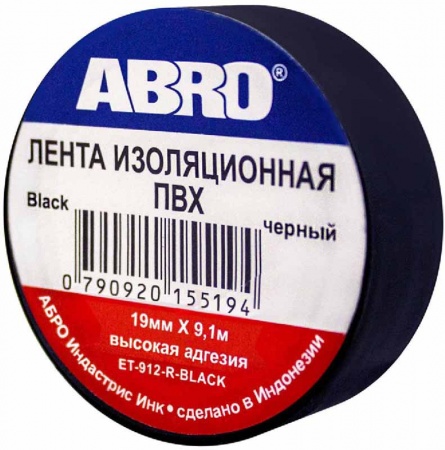 ABRO®
ЛЕНТА ИЗОЛЯЦИОННАЯ
ПВХ
Black
черный
0 790920 155194
19мм X 9,1м
высокая адгезия
ET-912-R-BLACK
АБРО Индастрис Инк • сделано в Индонезии